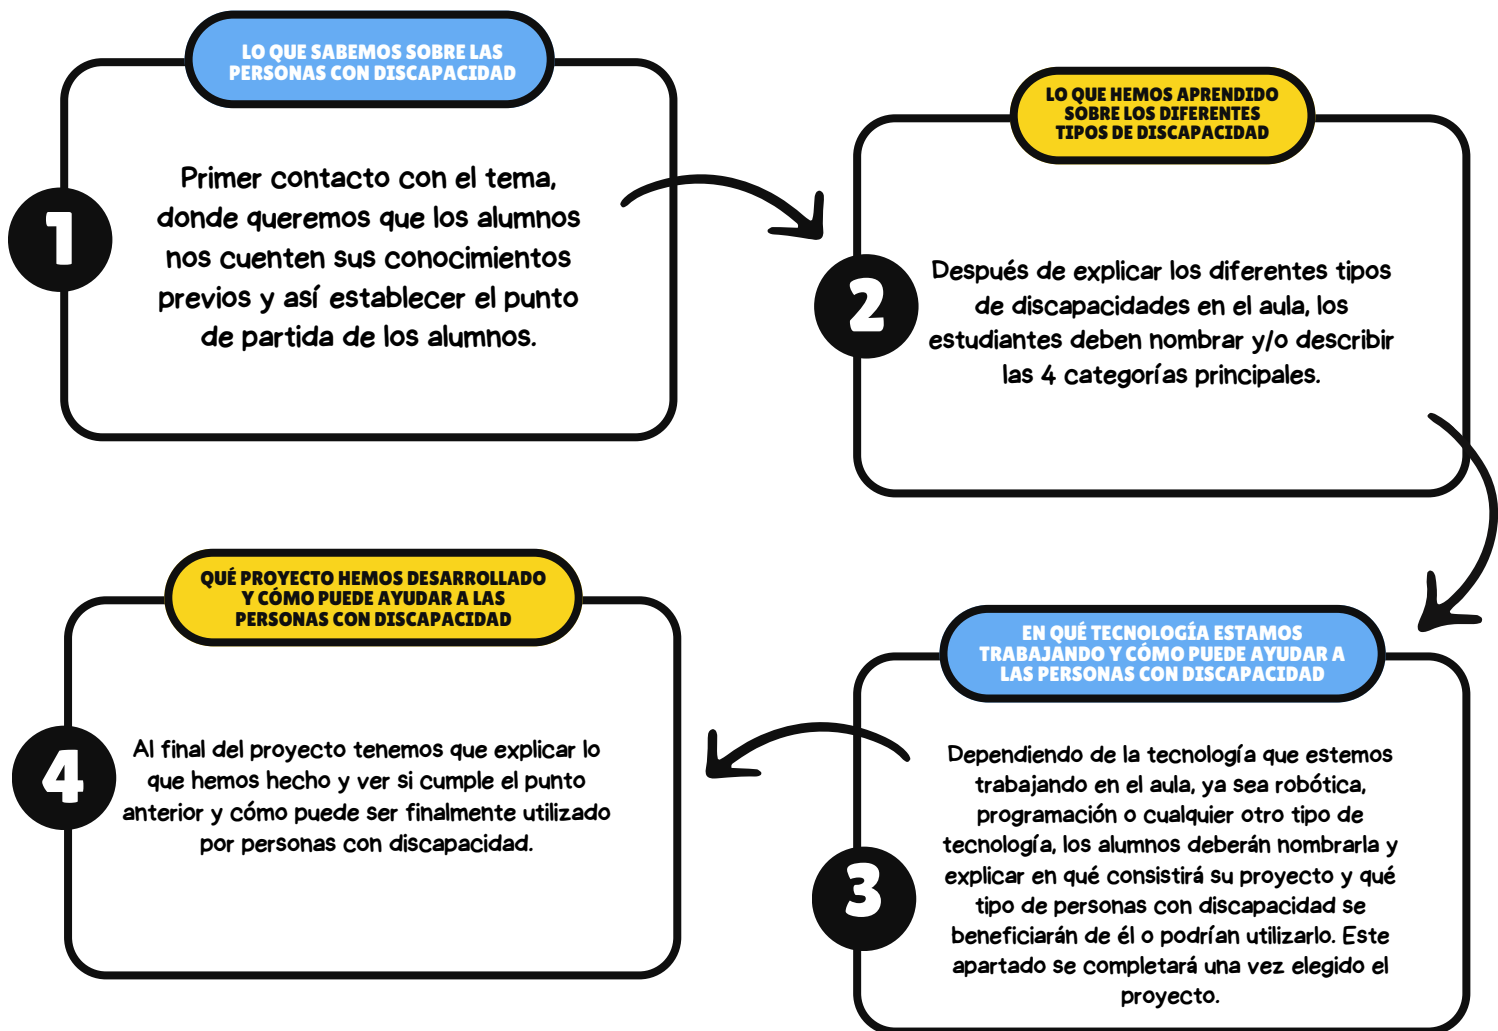 LO QUE SABEMOS SOBRE LAS
PERSONAS CON DISCAPACIDAD
1
Primer contacto con el tema,
donde queremos que los alumnos
nos cuenten sus conocimientos
previos y así establecer el punto
de partida de los alumnos.
LO QUE HEMOS APRENDIDO
SOBRE LOS DIFERENTES
TIPOS DE DISCAPACIDAD
2
Después de explicar los diferentes tipos
de discapacidades en el aula, los
estudiantes deben nombrar y/o describir
las 4 categorías principales.
EN QUÉ TECNOLOGÍA ESTAMOS
TRABAJANDO Y CÓMO PUEDE AYUDAR A
LAS PERSONAS CON DISCAPACIDAD
3
Dependiendo de la tecnología que estemos
trabajando en el aula, ya sea robótica,
programación o cualquier otro tipo de
tecnología, los alumnos deberán nombrarla y
explicar en qué consistirá su proyecto y qué
tipo de personas con discapacidad se
beneficiarán de él o podrían utilizarlo. Este
apartado se completará una vez elegido el
proyecto.
QUÉ PROYECTO HEMOS DESARROLLADO
Y CÓMO PUEDE AYUDAR A LAS
PERSONAS CON DISCAPACIDAD
4
Al final del proyecto tenemos que explicar lo
que hemos hecho y ver si cumple el punto
anterior y cómo puede ser finalmente utilizado
por personas con discapacidad.